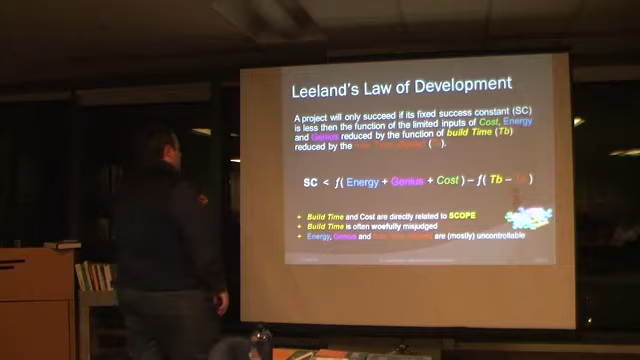 Leeland's Law of Development
A project will only succeed if its fixed success constant (SC)
is less then the function of the limited inputs of Cost, Energy
and Genius reduced by the function of build Time (Tb)
reduced by the
SC < ƒ( Energy + Genius + Cost ) – ƒ( Tb – )
+ Build Time and Cost are directly related to SCOPE
+ Build Time is often woefully misjudged
+ Energy, Genius and are (mostly) uncontrollable